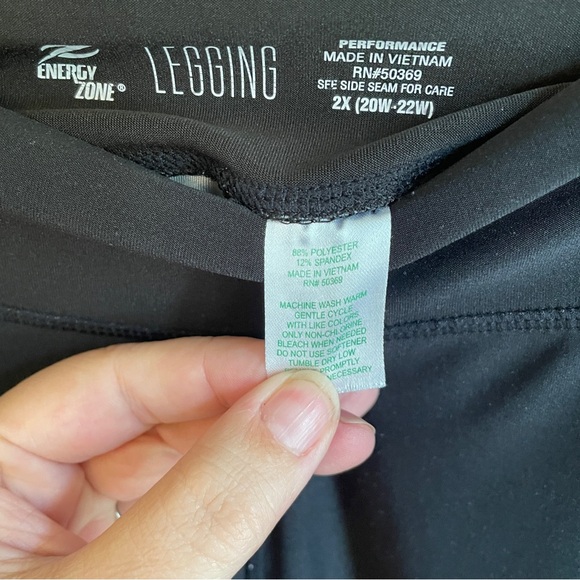 ENERGY
ZONE®
LEGGING
PERFORMANCE
MADE IN VIETNAM
RN#50369
SEE SIDE SEAM FOR CARE
2X (20W-22W)
88% POLYESTER
12% SPANDEX
MADE IN VIETNAM
RN# 50369
MACHINE WASH WARM
GENTLE CYCLE
WITH LIKE COLORS
ONLY NON-CHLORINE
BLEACH WHEN NEEDED
DO NOT USE SOFTENER
TUMBLE DRY LOW
PROMPTLY
NECESSARY